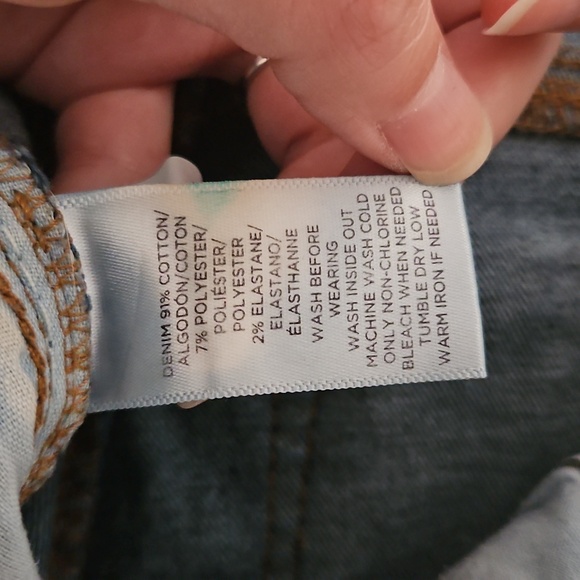 DENIM 91% COTTON/
ALGODÓN/COTON
7% POLYESTER/
POLIÉSTER/
POLYESTER
2% ELASTANE/
ELASTANO/
ÉLASTHANNE
WASH BEFORE
WEARING
WASH INSIDE OUT
MACHINE WASH COLD
ONLY NON-CHLORINE
BLEACH WHEN NEEDED
TUMBLE DRY LOW
WARM IRON IF NEEDED